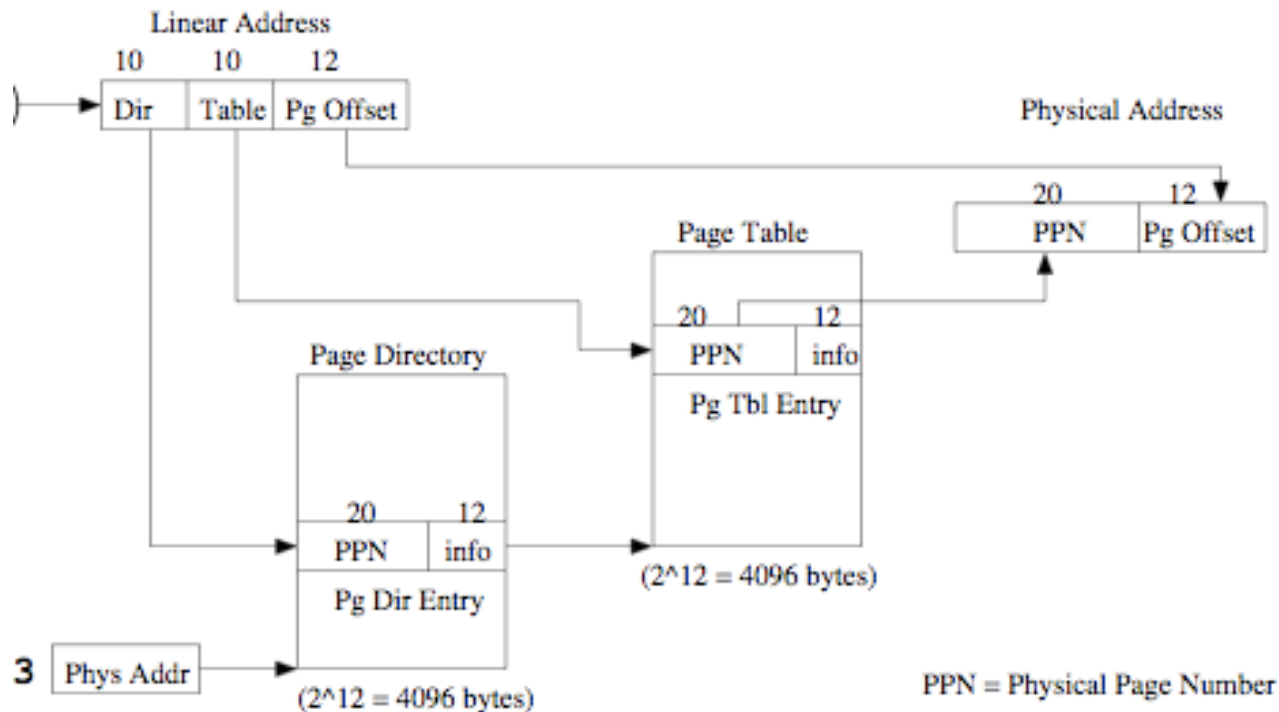 Linear Address
10 10 12
)
Dir Table Pg Offset
Physical Address
20 12
PPN Pg Offset
Page Table
20 12
PPN info
Pg Tbl Entry
(2^12 = 4096 bytes)
Page Directory
20 12
PPN info
Pg Dir Entry
3 Phys Addr
(2^12 = 4096 bytes)
PPN = Physical Page Number